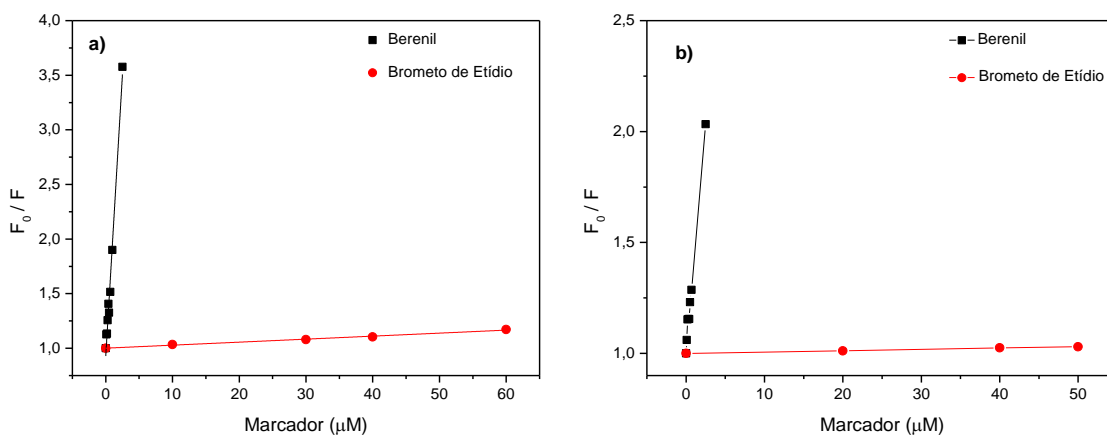 a)
Berenil
Brometo de Etídio
4,0
3,5
3,0
2,5
2,0
1,5
1,0
F₀ / F
0 10 20 30 40 50 60
Marcador (μM)
b)
Berenil
Brometo de Etídio
2,5
2,0
1,5
1,0
F₀ / F
0 10 20 30 40 50
Marcador (μM)